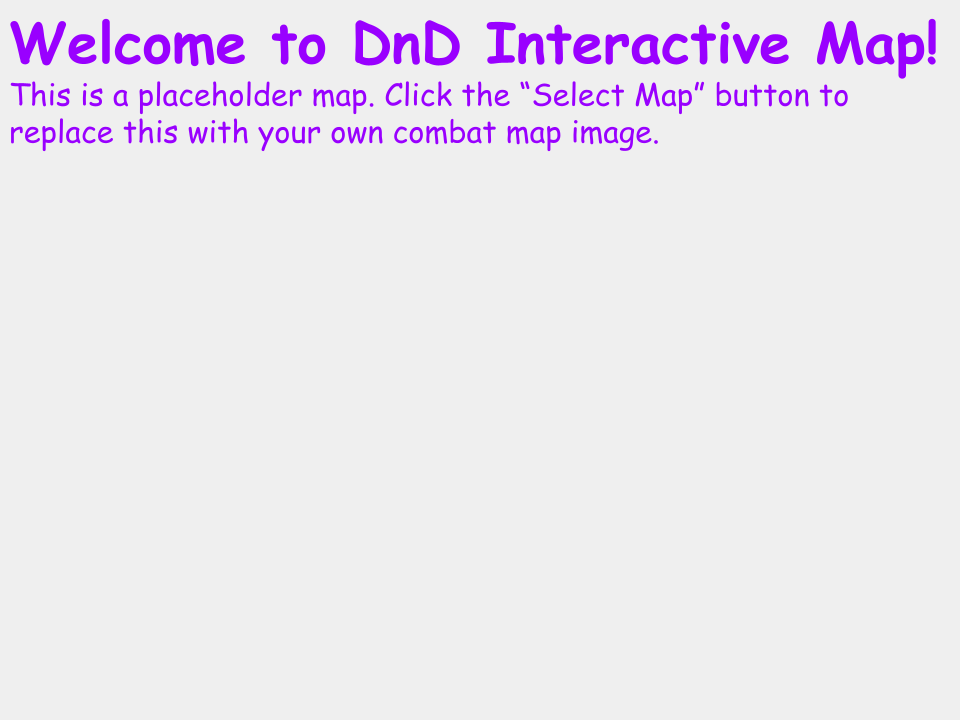 Welcome to DnD Interactive Map!
This is a placeholder map. Click the “Select Map” button to
replace this with your own combat map image.